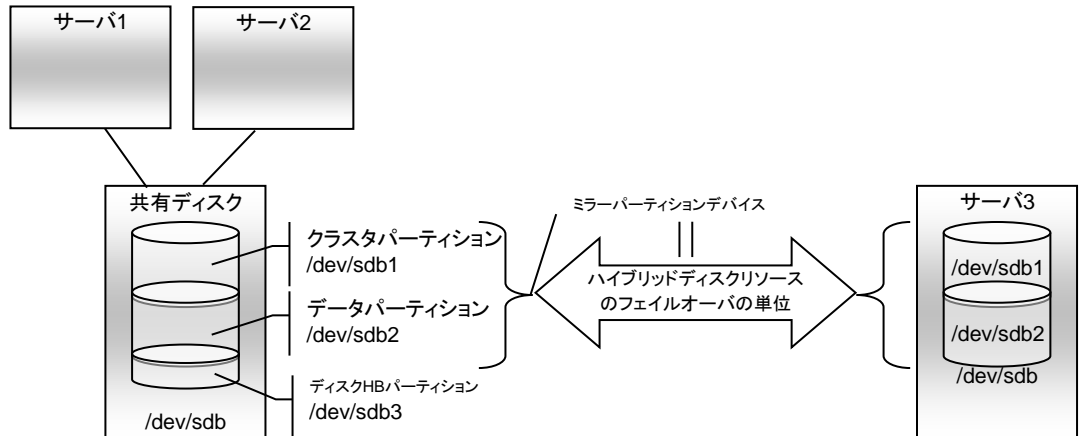 サーバ1
サーバ2
共有ディスク
/dev/sdb
クラスタパーティション
/dev/sdb1
データパーティション
/dev/sdb2
ディスクHBパーティション
/dev/sdb3
ミラーパーティションデバイス
ハイブリッドディスクリソース
のフェイルオーバの単位
サーバ3
/dev/sdb1
/dev/sdb2
/dev/sdb